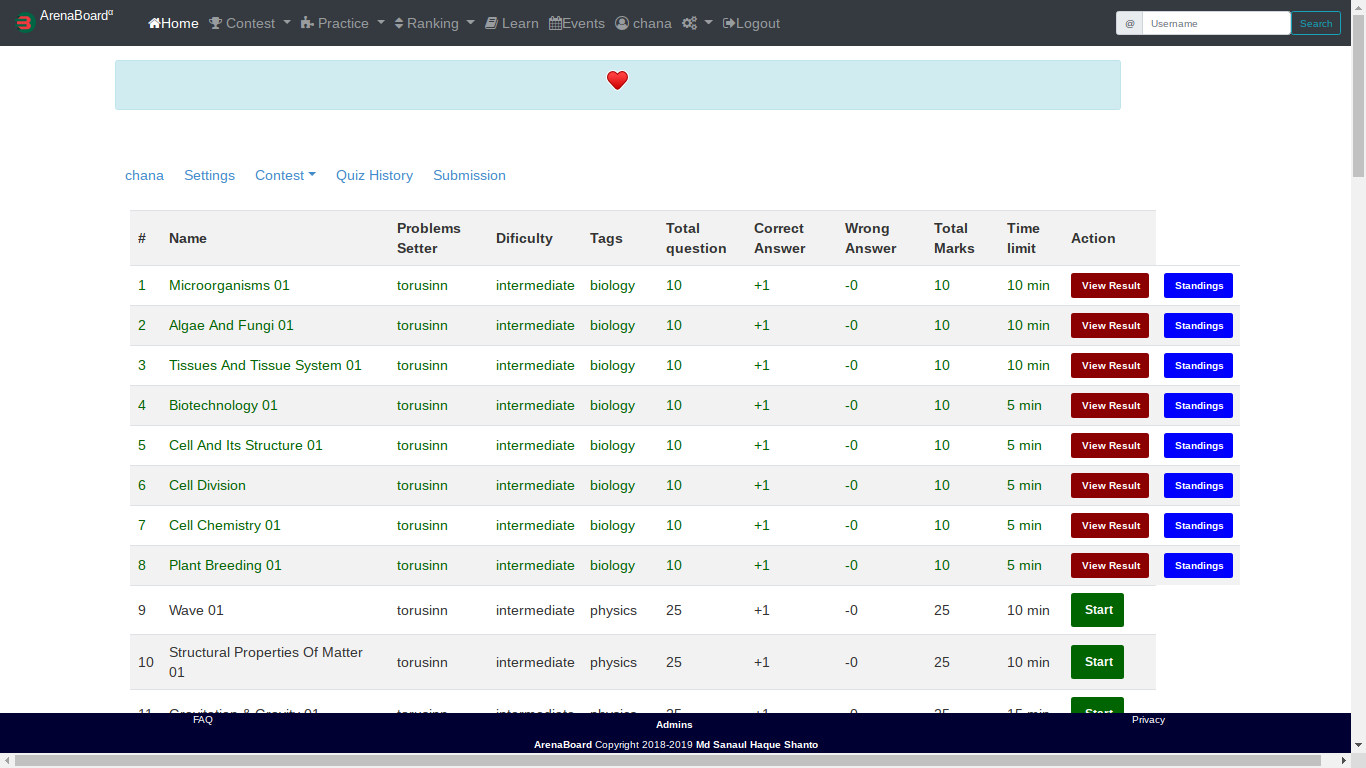 ArenaBoardα Home Contest Practice Ranking Learn Events chana Logout @ Username Search
chana Settings Contest Quiz History Submission
# Name Problems Setter Dificulty Tags Total question Correct Answer Wrong Answer Total Marks Time limit Action
1 Microorganisms 01 torusinn intermediate biology 10 +1 -0 10 10 min View Result Standings
2 Algae And Fungi 01 torusinn intermediate biology 10 +1 -0 10 10 min View Result Standings
3 Tissues And Tissue System 01 torusinn intermediate biology 10 +1 -0 10 10 min View Result Standings
4 Biotechnology 01 torusinn intermediate biology 10 +1 -0 10 5 min View Result Standings
5 Cell And Its Structure 01 torusinn intermediate biology 10 +1 -0 10 5 min View Result Standings
6 Cell Division torusinn intermediate biology 10 +1 -0 10 5 min View Result Standings
7 Cell Chemistry 01 torusinn intermediate biology 10 +1 -0 10 5 min View Result Standings
8 Plant Breeding 01 torusinn intermediate biology 10 +1 -0 10 5 min View Result Standings
9 Wave 01 torusinn intermediate physics 25 +1 -0 25 10 min Start
10 Structural Properties Of Matter 01 torusinn intermediate physics 25 +1 -0 25 10 min Start
11 Gravitation & Gravity 01 torusinn intermediate physics 25 +1 -0 25 15 min Start
FAQ Admins Privacy
ArenaBoard Copyright 2018-2019 Md Sanaul Haque Shanto